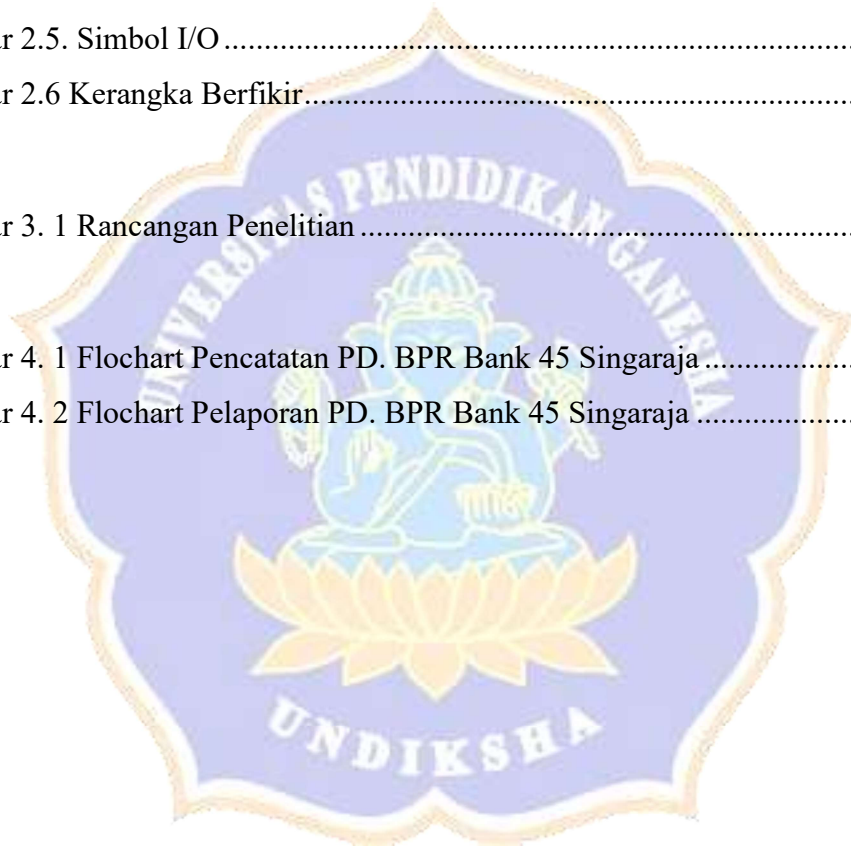 r 2.5. Simbol I/O ..........................................................................
r 2.6 Kerangka Berfikir................................................................
r 3. 1 Rancangan Penelitian .........................................................
r 4. 1 Flochart Pencatatan PD. BPR Bank 45 Singaraja ...................
r 4. 2 Flochart Pelaporan PD. BPR Bank 45 Singaraja ....................
UNIVERSITAS PENDIDIKAN GANESHA
UNDIKSHA